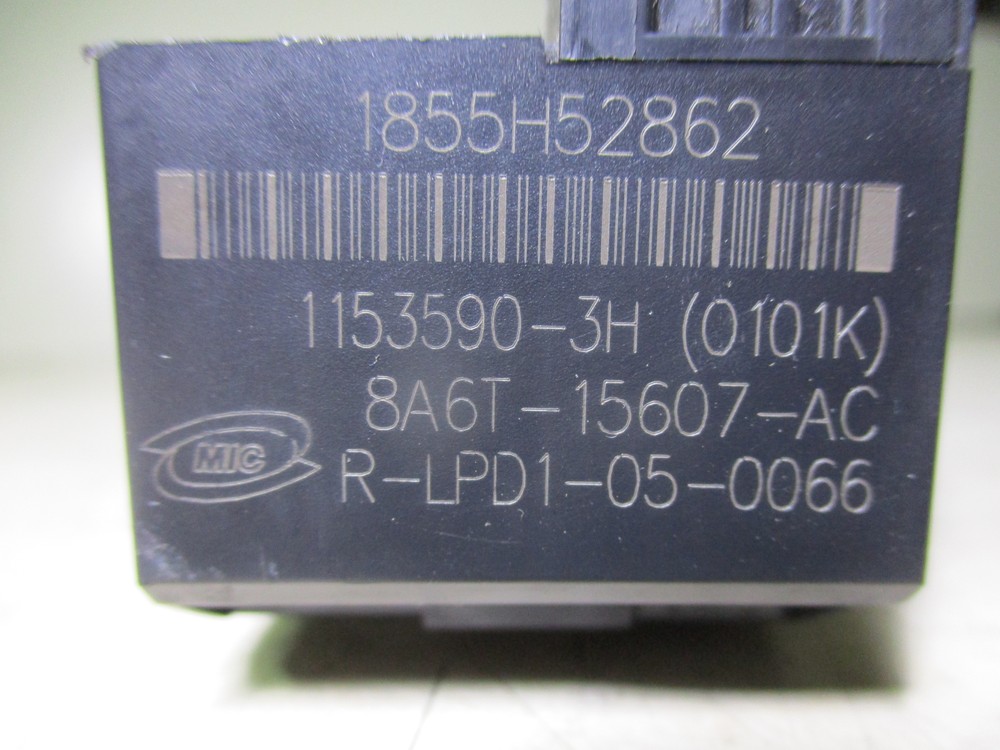 1855H52862
1153590-3H (0101K)
8A6T-15607-AC
MIC
R-LPD1-05-0066